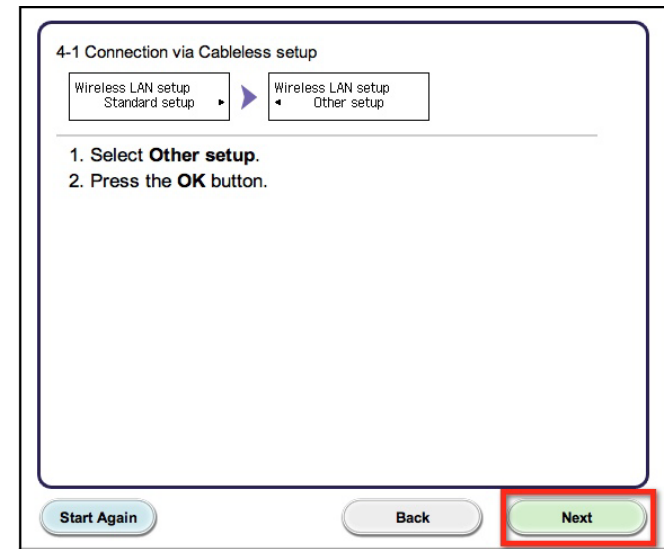 4-1 Connection via Cableless setup
Wireless LAN setup
Standard setup
Wireless LAN setup
Other setup
1. Select Other setup.
2. Press the OK button.
Start Again
Back
Next